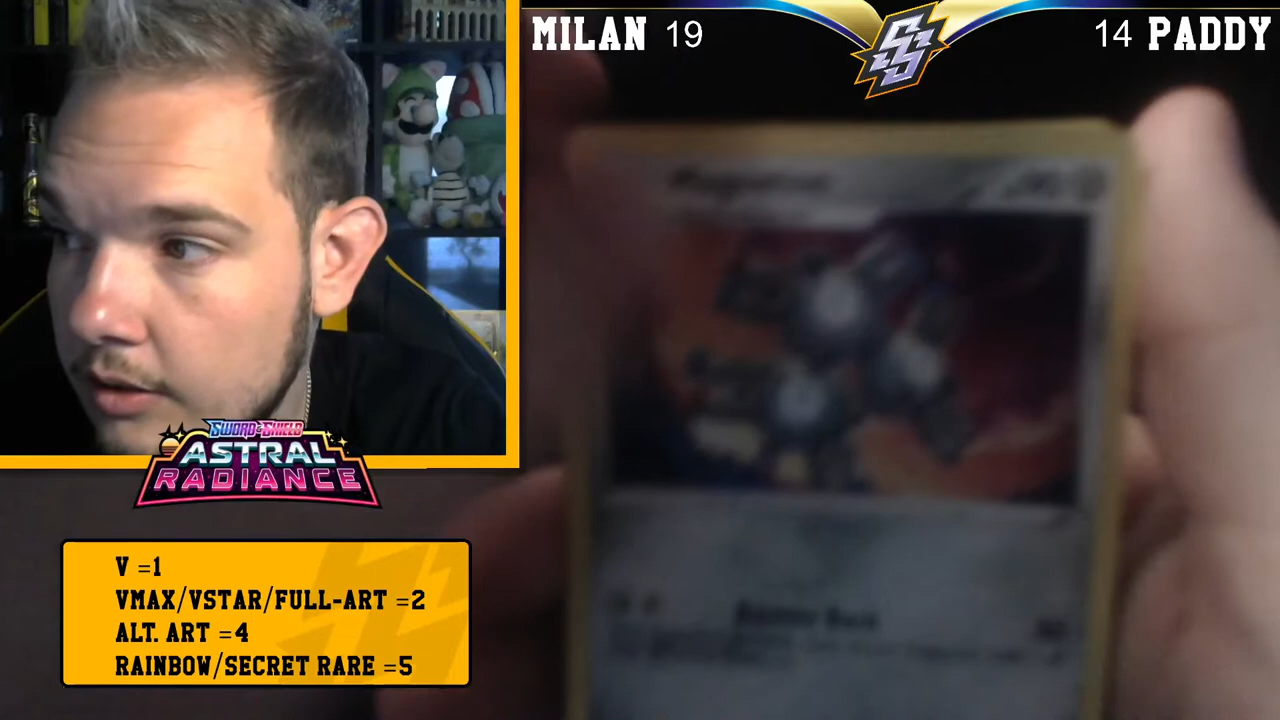 MILAN 19
14 PADDY
SWORD & SHIELD
ASTRAL
RADIANCE
V =1
VMAX/VSTAR/FULL-ART =2
ALT. ART =4
RAINBOW/SECRET RARE =5